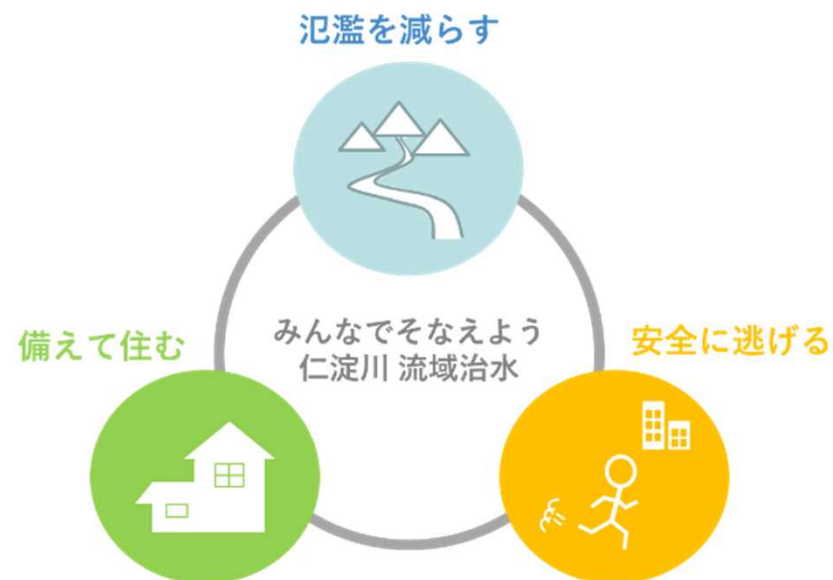 氾濫を減らす
みんなでそなえよう
仁淀川 流域治水
備えて住む
安全に逃げる